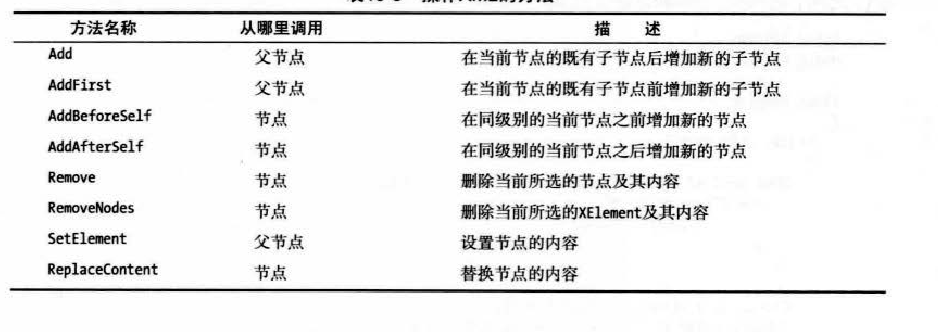 方法名称 从哪里调用 描 述
Add 父节点 在当前节点的既有子节点后增加新的子节点
AddFirst 父节点 在当前节点的既有子节点前增加新的子节点
AddBeforeSelf 节点 在同级别的当前节点之前增加新的节点
AddAfterSelf 节点 在同级别的当前节点之后增加新的节点
Remove 节点 删除当前所选的节点及其内容
RemoveNodes 节点 删除当前所选的XElement及其内容
SetElement 父节点 设置节点的内容
ReplaceContent 节点 替换节点的内容